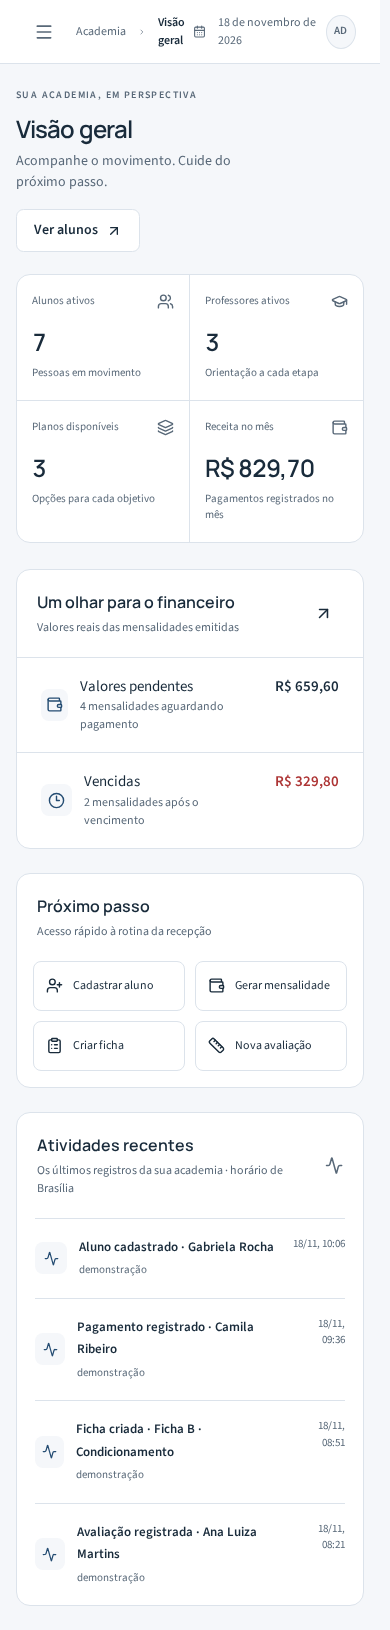 Academia
Visão geral
18 de novembro de 2026
AD
SUA ACADEMIA, EM PERSPECTIVA
Visão geral
Acompanhe o movimento. Cuide do
próximo passo.
Ver alunos
Alunos ativos
7
Pessoas em movimento
Professores ativos
3
Orientação a cada etapa
Planos disponíveis
3
Opções para cada objetivo
Receita no mês
R$ 829,70
Pagamentos registrados no
mês
Um olhar para o financeiro
Valores reais das mensalidades emitidas
Valores pendentes
R$ 659,60
4 mensalidades aguardando
pagamento
Vencidas
R$ 329,80
2 mensalidades após o
vencimento
Próximo passo
Acesso rápido à rotina da recepção
Cadastrar aluno
Gerar mensalidade
Criar ficha
Nova avaliação
Atividades recentes
Os últimos registros da sua academia · horário de
Brasília
Aluno cadastrado · Gabriela Rocha
18/11, 10:06
demonstração
Pagamento registrado · Camila
Ribeiro
18/11,
09:36
demonstração
Ficha criada · Ficha B ·
Condicionamento
18/11,
08:51
demonstração
Avaliação registrada · Ana Luiza
Martins
18/11,
08:21
demonstração